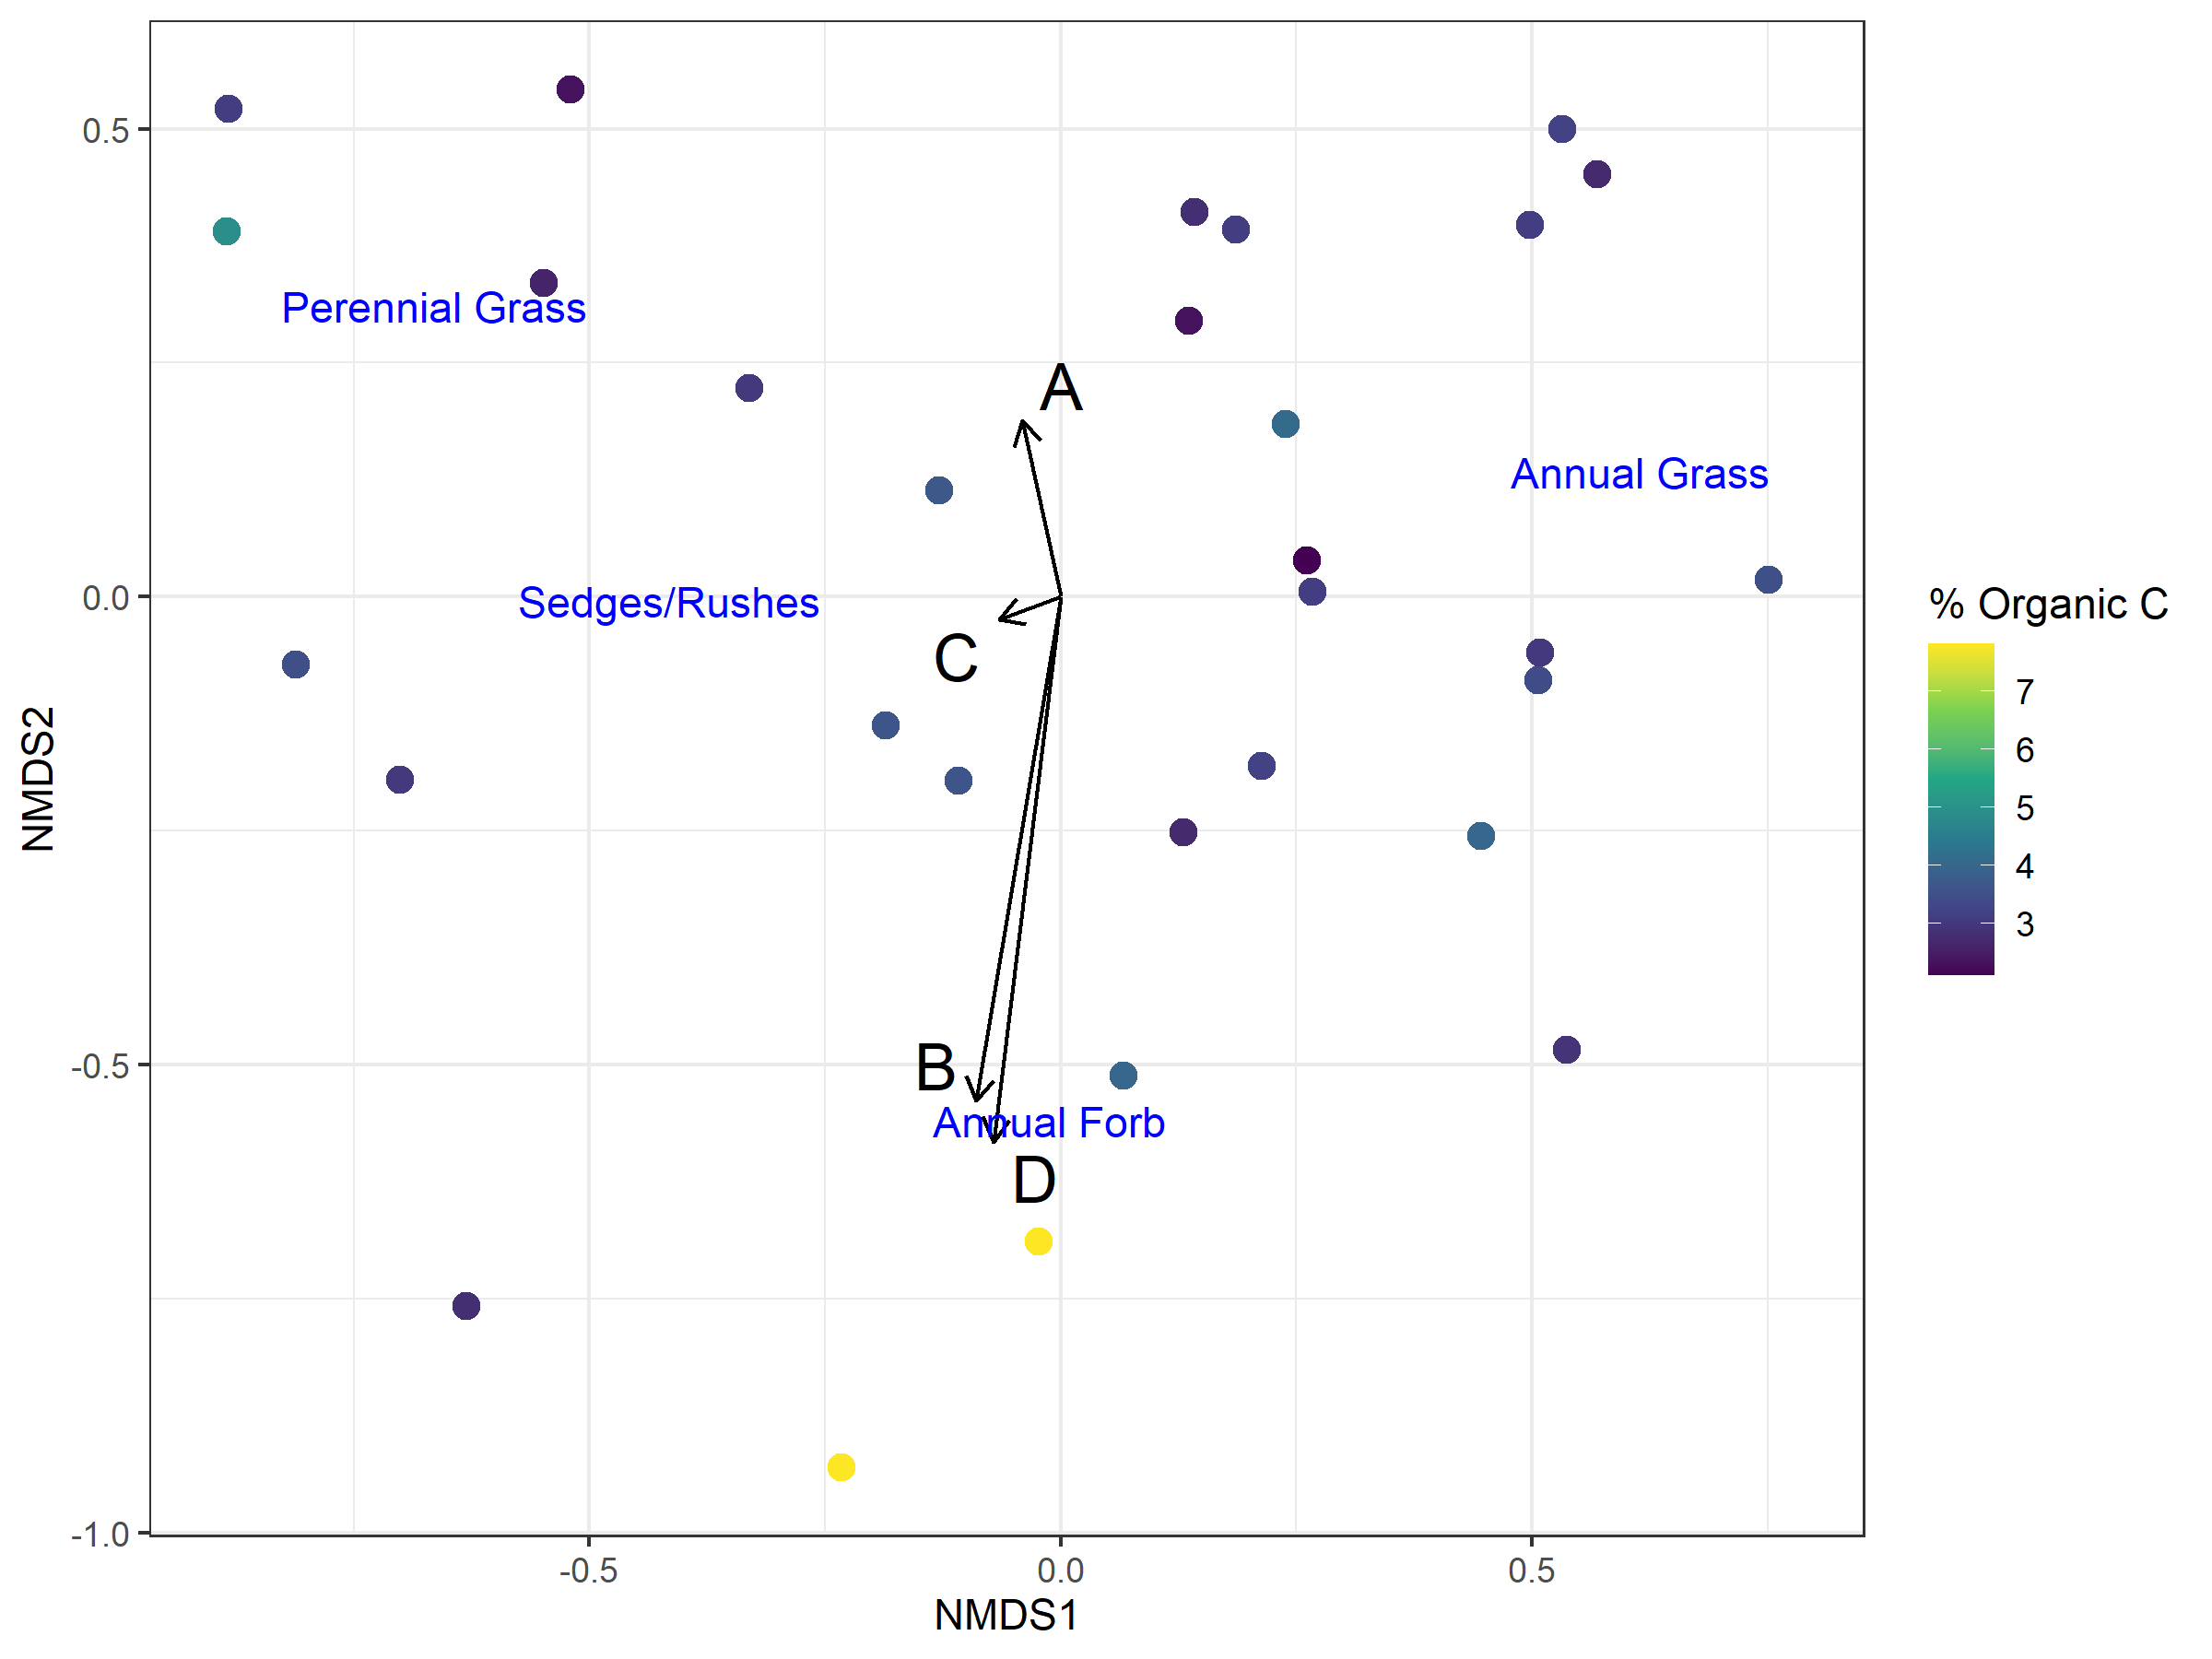 0.5
Perennial Grass
A
Annual Grass
0.0
Sedges/Rushes
C
% Organic C
7
6
5
4
3
NMDS2
-0.5
B
Annual Forb
D
-1.0
-0.5
0.0
0.5
NMDS1